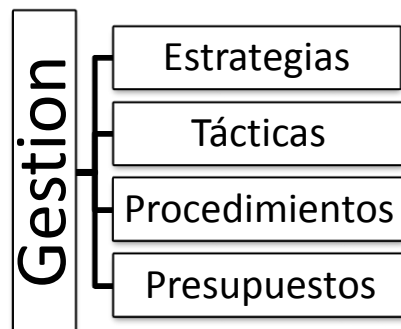 Gestion
Estrategias
Tácticas
Procedimientos
Presupuestos